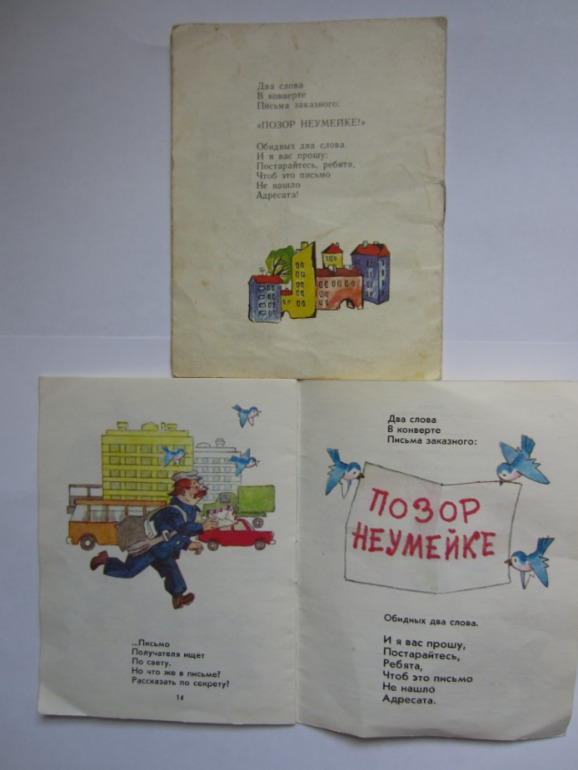 Два слова
В конверте
Письма заказного:
«ПОЗОР НЕУМЕЙКЕ!»
Обидных два слова.
И я вас прошу:
Постарайтесь, ребята,
Чтоб это письмо
Не нашло
Адресата!
...Письмо
Получателя ищет
По свету.
Но что же в письме?
Рассказать по секрету?
14
Два слова
В конверте
Письма заказного:
ПОЗОР
НЕУМЕЙКЕ
Обидных два слова.
И я вас прошу,
Постарайтесь,
Ребята,
Чтоб это письмо
Не нашло
Адресата.